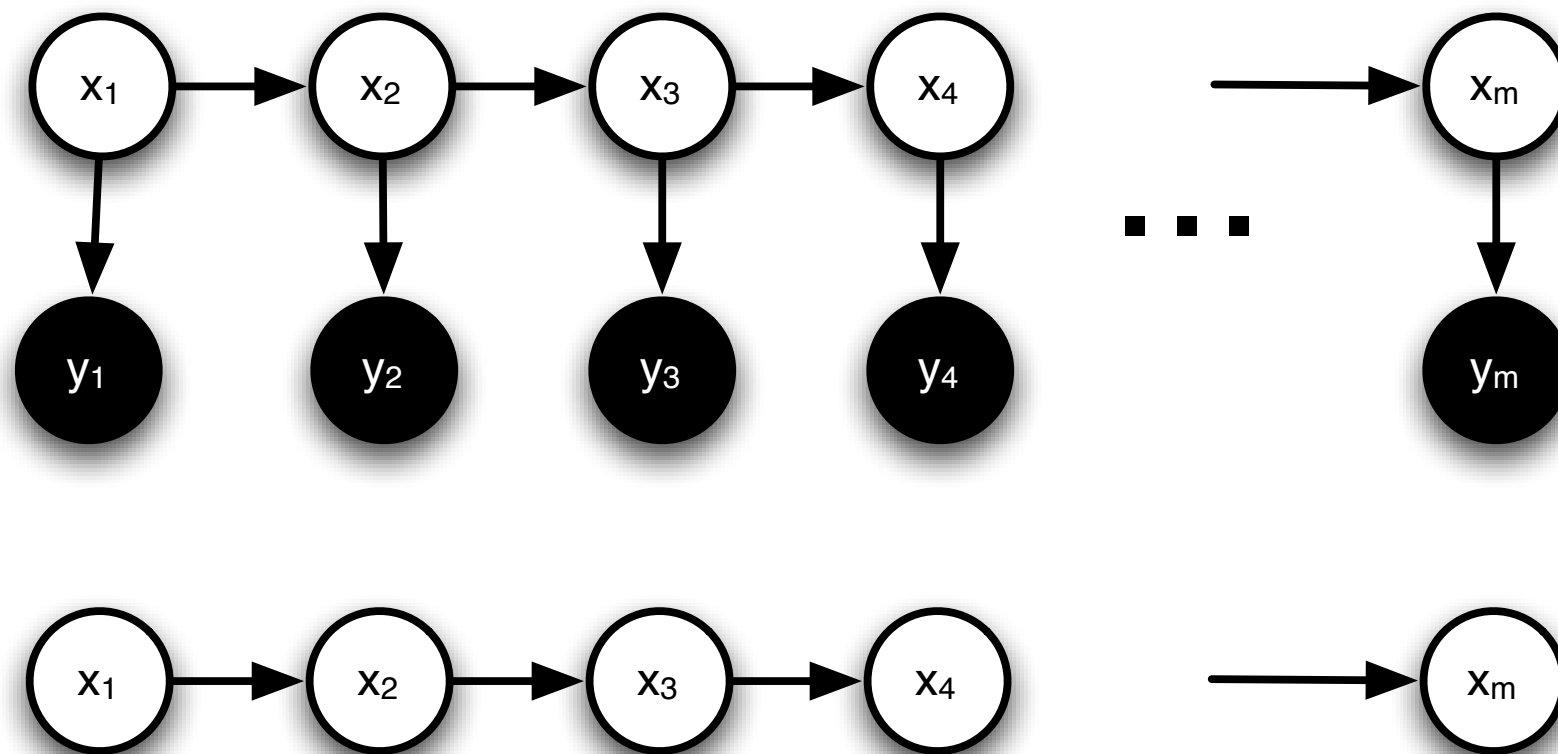 x₁ x₂ x₃ x₄ xₘ
y₁ y₂ y₃ y₄ yₘ
x₁ x₂ x₃ x₄ xₘ